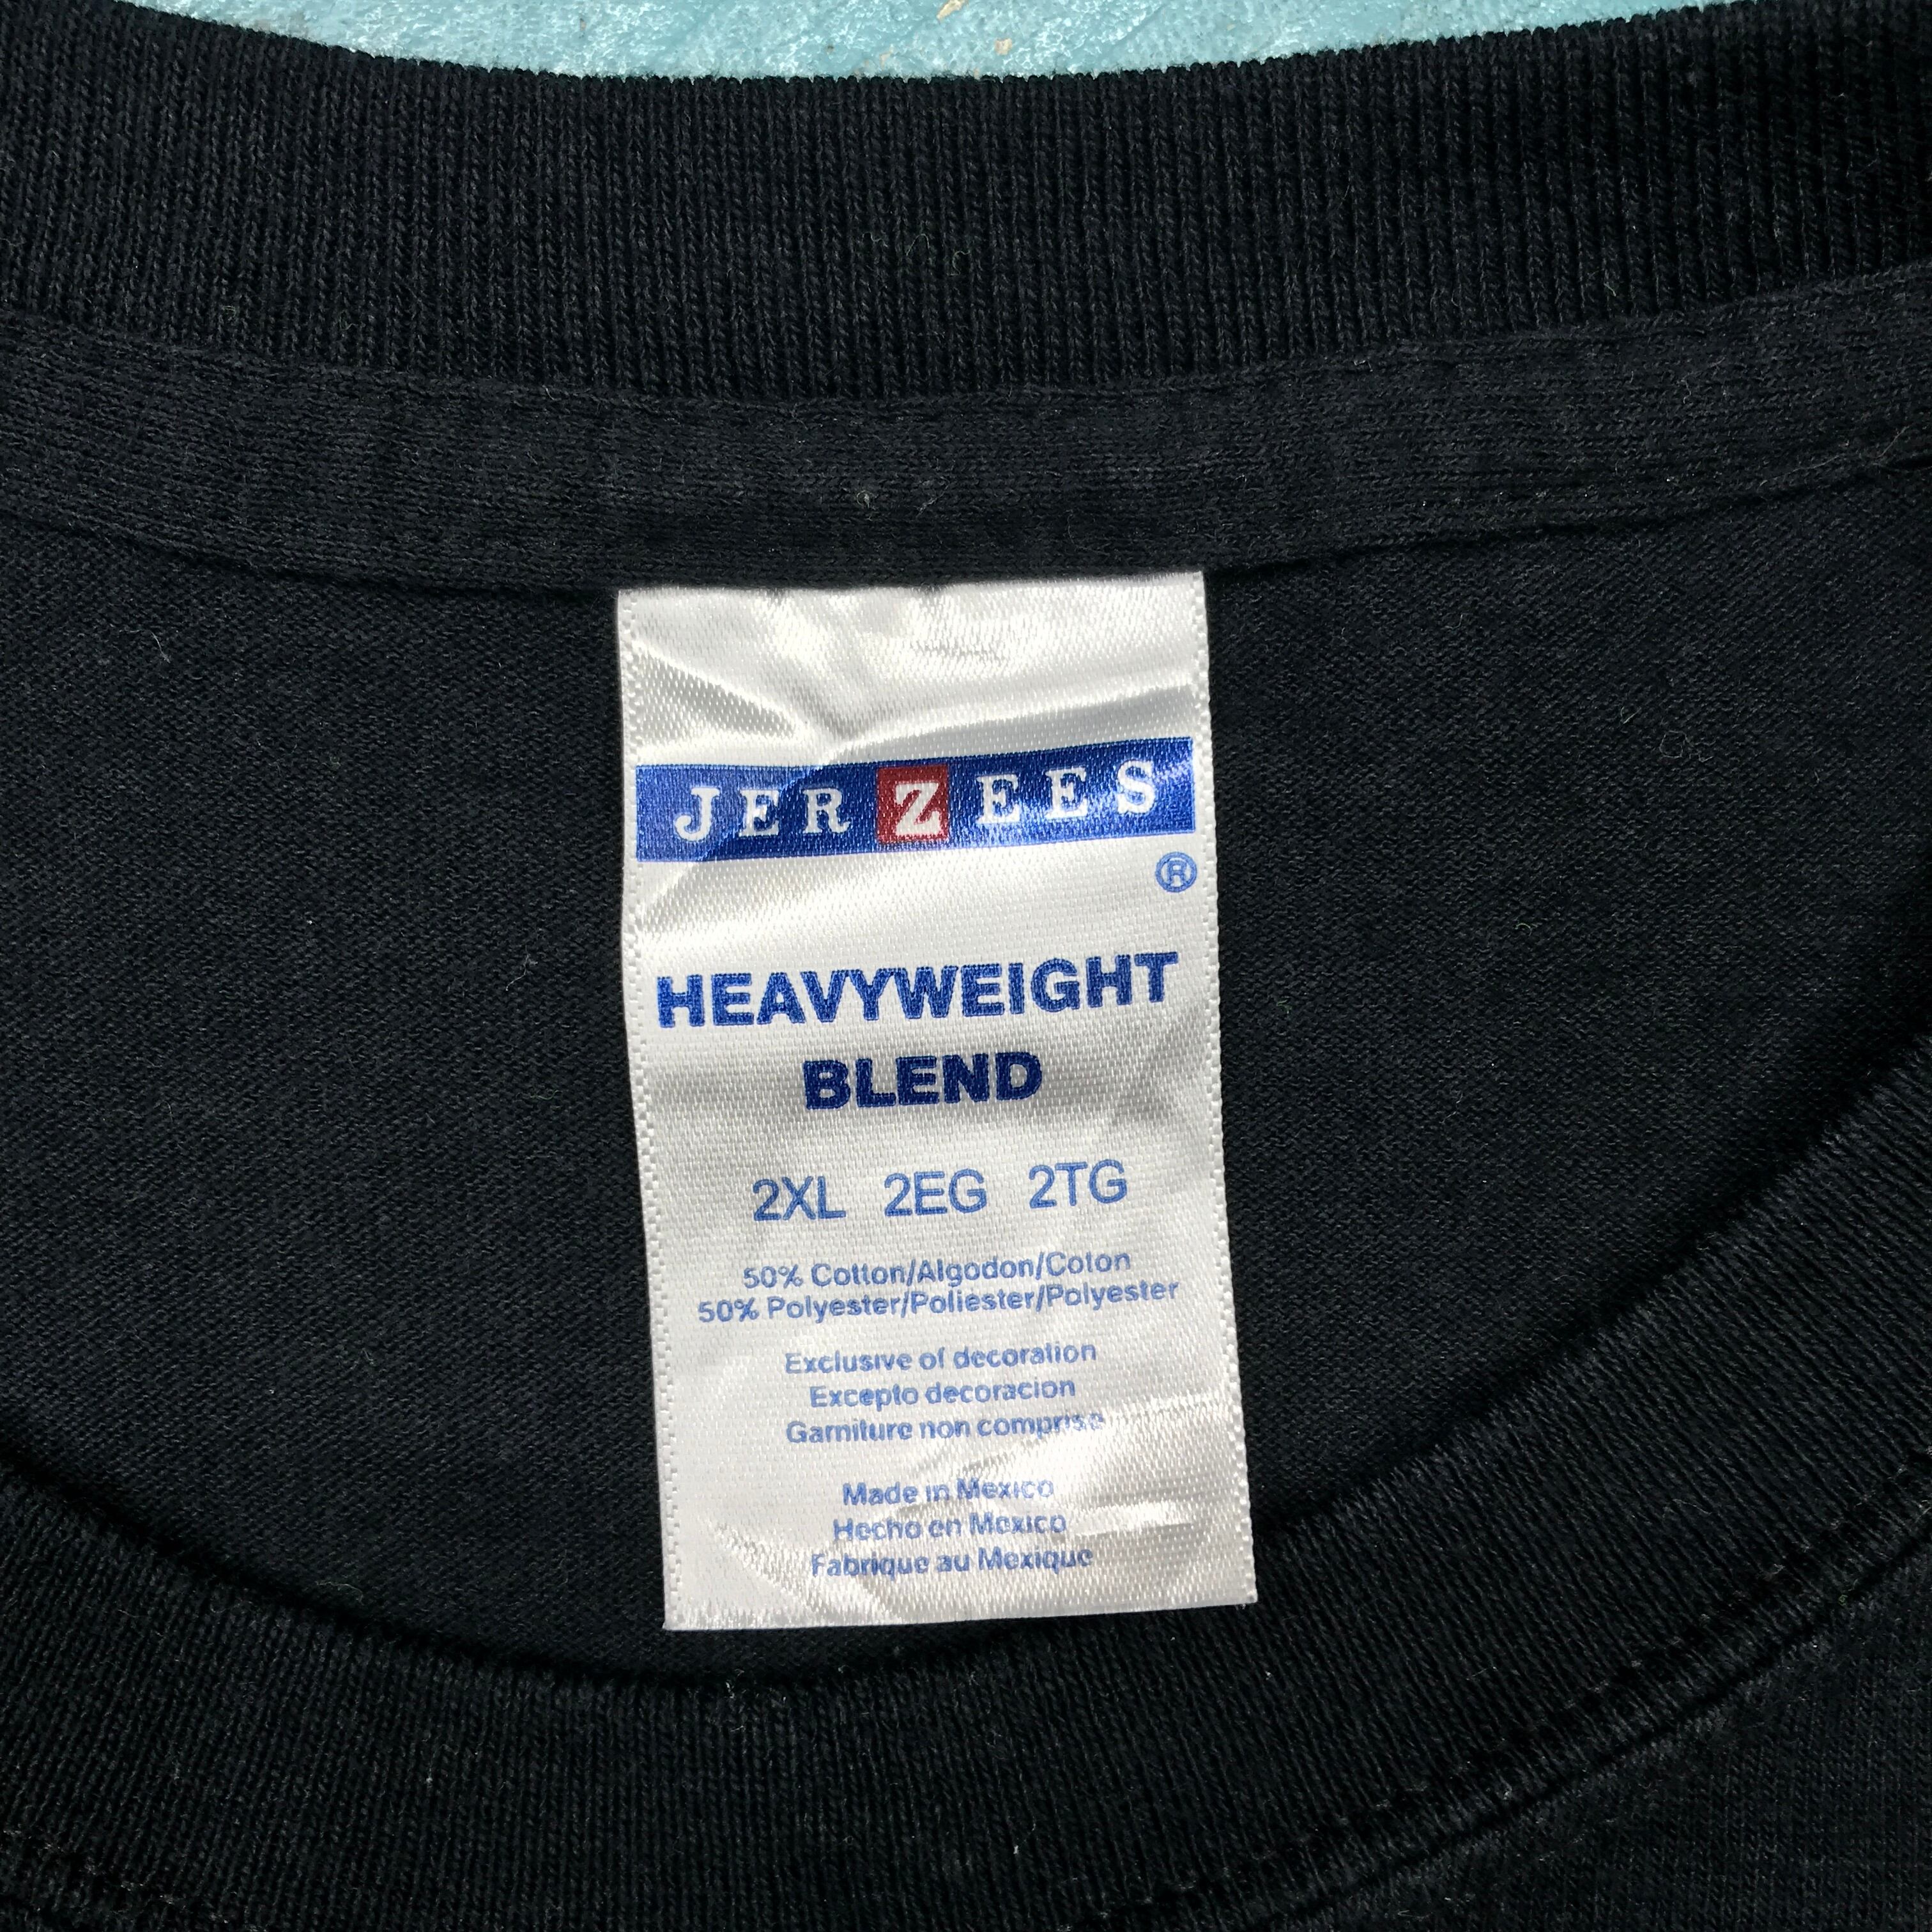 JERZEES
®
HEAVYWEIGHT
BLEND
2XL 2EG 2TG
50% Cotton/Algodon/Coton
50% Polyester/Poliester/Polyester
Exclusive of decoration
Excepto decoracion
Garniture non comprise
Made in Mexico
Hecho en Mexico
Fabrique au Mexique